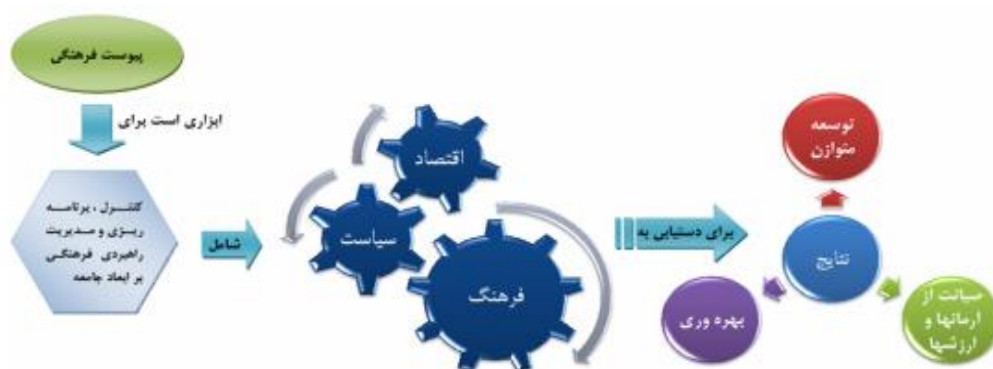 پیوست فرهنگی
ابزاری است برای
کنترل ، برنامه
ریزی و مدیریت
راهبردی فرهنگی
بر ابعاد جامعه
شامل
اقتصاد
سیاست
فرهنگ
برای دستیابی به
توسعه
متوازن
نتایج
بهره وری
صیانت از
ارمانها و
ارزشها